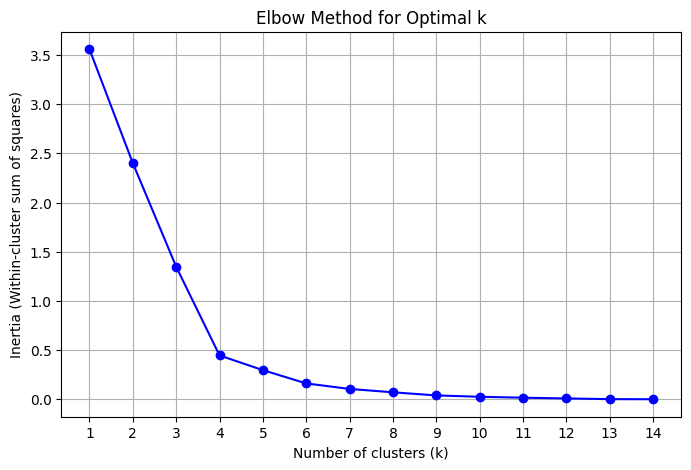 Elbow Method for Optimal k
Inertia (Within-cluster sum of squares)
3.5
3.0
2.5
2.0
1.5
1.0
0.5
0.0
1 2 3 4 5 6 7 8 9 10 11 12 13 14
Number of clusters (k)